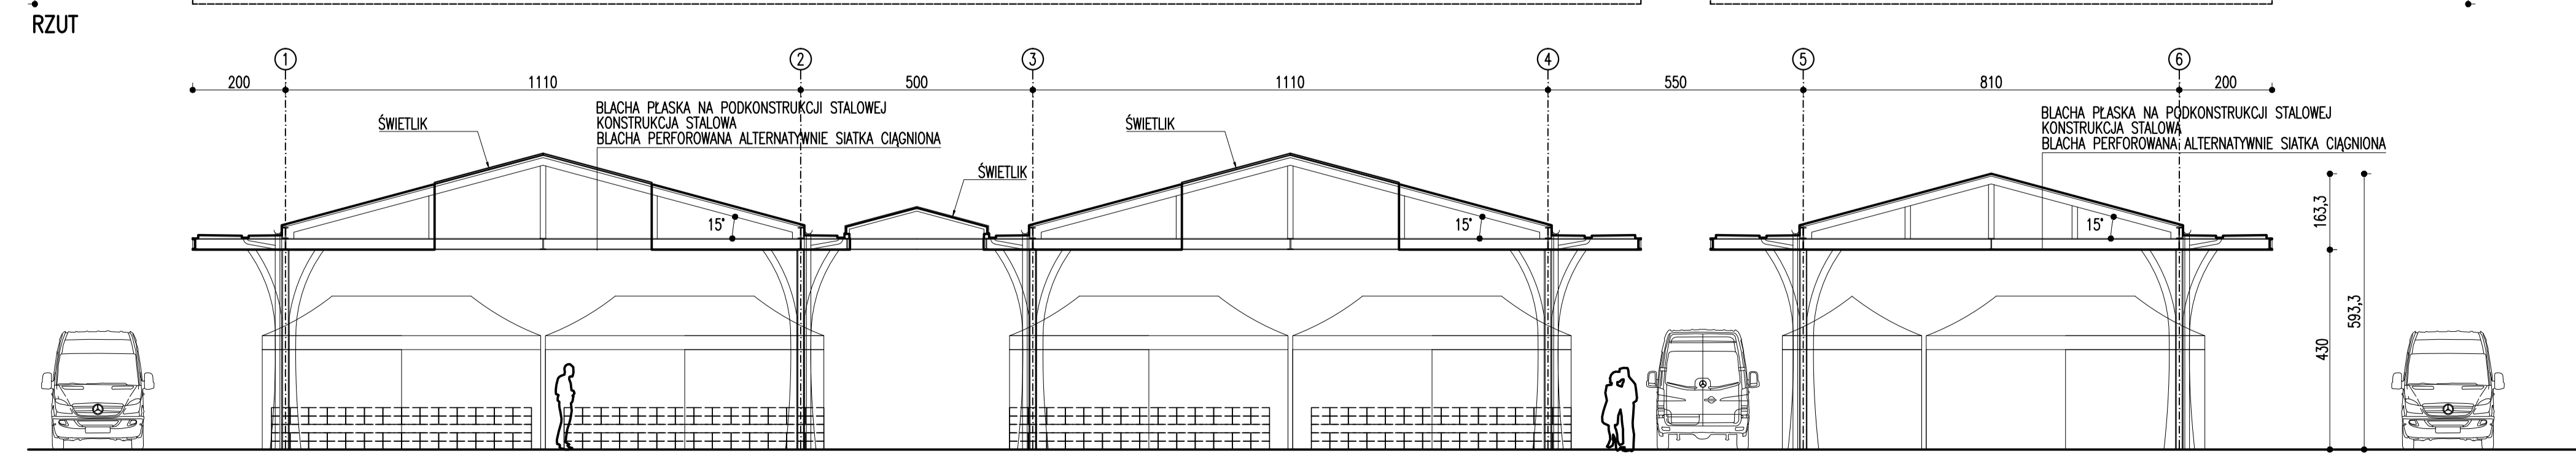 RZUT
1 2 3 4 5 6
200 1110 500 1110 550 810 200
BLACHA PŁASKA NA PODKONSTRUKCJI STALOWEJ
KONSTRUKCJA STALOWA
BLACHA PERFOROWANA ALTERNATYWNIE SIATKA CIĄGNIONA
ŚWIETLIK
ŚWIETLIK
ŚWIETLIK
BLACHA PŁASKA NA PODKONSTRUKCJI STALOWEJ
KONSTRUKCJA STALOWA
BLACHA PERFOROWANA ALTERNATYWNIE SIATKA CIĄGNIONA
15°
15°
15°
163,3
430
593,3